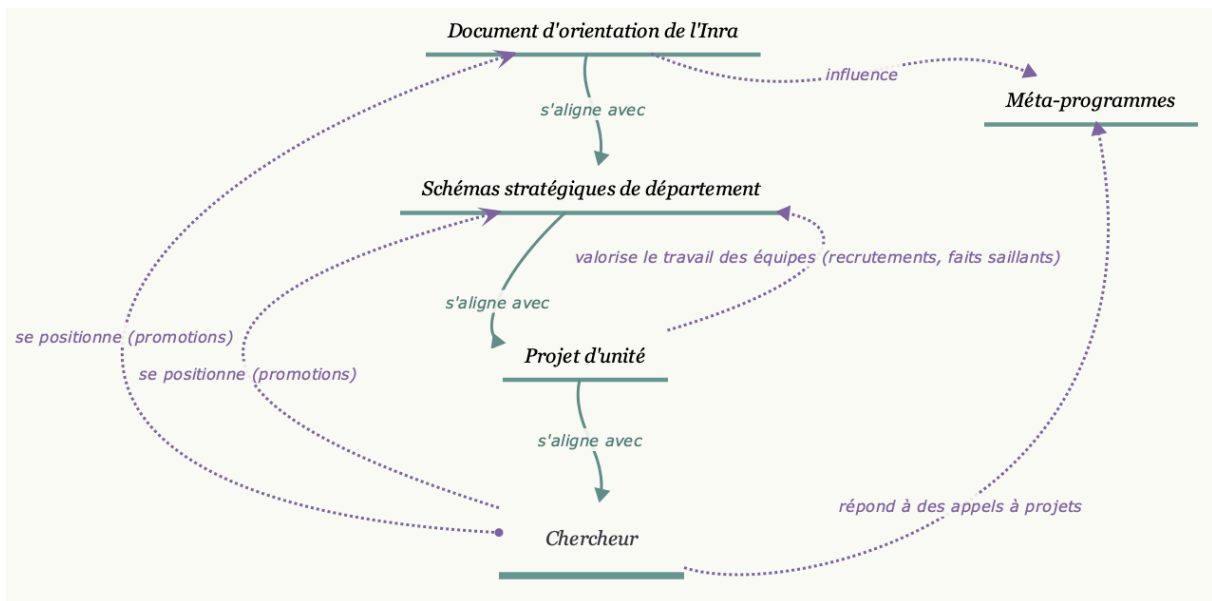 Document d'orientation de l'Inra
influence
Méta-programmes
s'aligne avec
Schémas stratégiques de département
valorise le travail des équipes (recrutements, faits saillants)
s'aligne avec
se positionne (promotions)
Projet d'unité
se positionne (promotions)
s'aligne avec
répond à des appels à projets
Chercheur